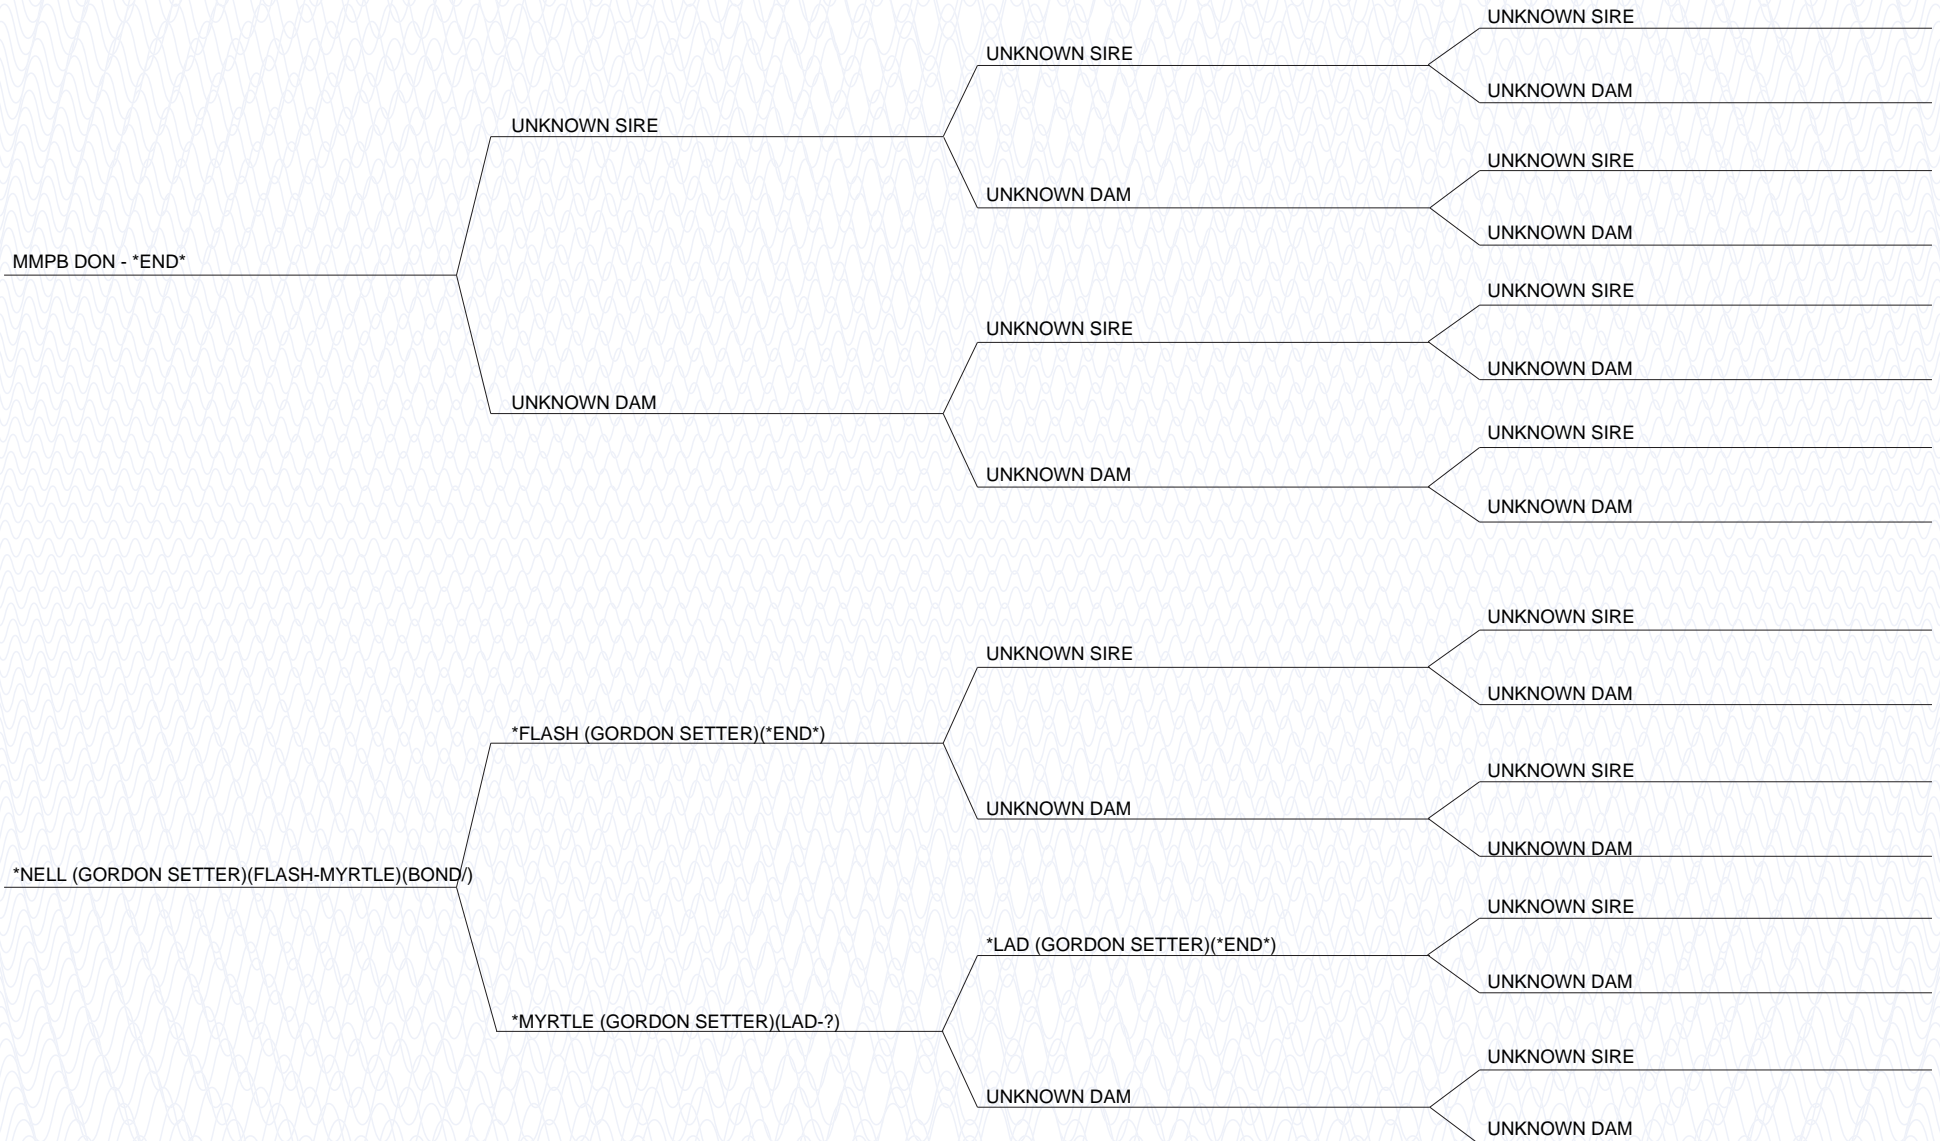 UNKNOWN SIRE
UNKNOWN SIRE
UNKNOWN DAM
UNKNOWN SIRE
UNKNOWN SIRE
UNKNOWN DAM
UNKNOWN DAM
MMPB DON - *END*
UNKNOWN SIRE
UNKNOWN SIRE
UNKNOWN DAM
UNKNOWN DAM
UNKNOWN SIRE
UNKNOWN DAM
UNKNOWN DAM
UNKNOWN SIRE
UNKNOWN SIRE
UNKNOWN DAM
*FLASH (GORDON SETTER)(*END*)
UNKNOWN SIRE
UNKNOWN DAM
UNKNOWN DAM
*NELL (GORDON SETTER)(FLASH-MYRTLE)(BOND/)
UNKNOWN SIRE
*LAD (GORDON SETTER)(*END*)
UNKNOWN DAM
*MYRTLE (GORDON SETTER)(LAD-?)
UNKNOWN SIRE
UNKNOWN DAM
UNKNOWN DAM